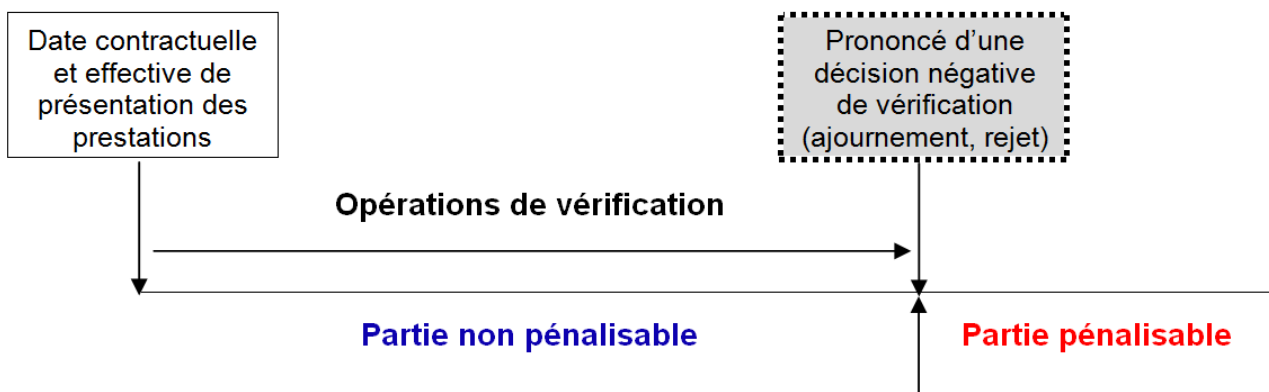 Date contractuelle
et effective de
présentation des
prestations
Prononcé d’une
décision négative
de vérification
(ajournement, rejet)
Opérations de vérification
Partie non pénalisable
Partie pénalisable